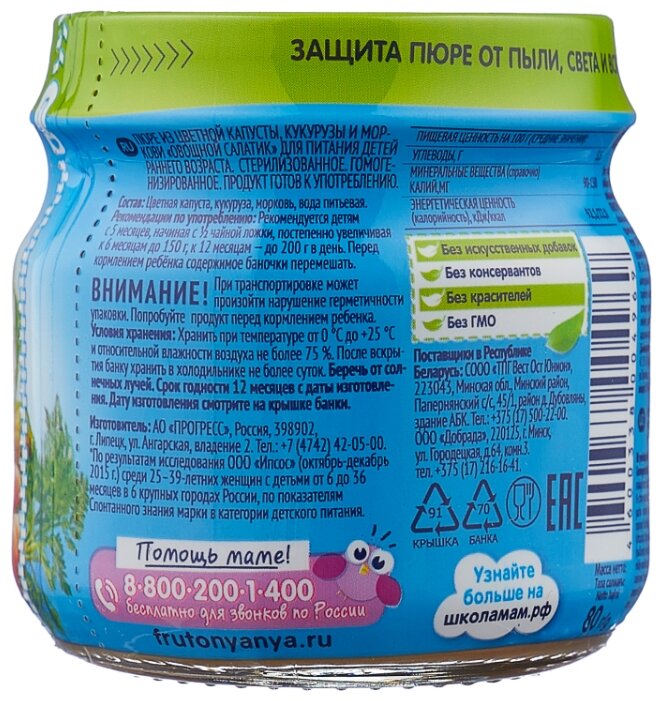 ЗАЩИТА ПЮРЕ ОТ ПЫЛИ, СВЕТА И
RU ПЮРЕ ИЗ ЦВЕТНОЙ КАПУСТЫ, КУКУРУЗЫ И МОР-
КОВИ «ОВОЩНОЙ САЛАТИК» ДЛЯ ПИТАНИЯ ДЕТЕЙ
РАННЕГО ВОЗРАСТА. СТЕРИЛИЗОВАННОЕ. ГОМОГЕ-
НИЗИРОВАННОЕ. ПРОДУКТ ГОТОВ К УПОТРЕБЛЕНИЮ.
Состав: Цветная капуста, кукуруза, морковь, вода питьевая.
Рекомендации по употреблению: Рекомендуется детям
с 5 месяцев, начиная с ½ чайной ложки, постепенно увеличивая
к 6 месяцам до 150 г, к 12 месяцам – до 200 г в день. Перед
кормлением ребёнка содержимое баночки перемешать.
ВНИМАНИЕ! При транспортировке может
произойти нарушение герметичности
упаковки. Попробуйте продукт перед кормлением ребенка.
Условия хранения: Хранить при температуре от 0 °С до +25 °С
и относительной влажности воздуха не более 75 %. После вскры-
тия банку хранить в холодильнике не более суток. Беречь от сол-
нечных лучей. Срок годности 12 месяцев с даты изготовле-
ния. Дату изготовления смотрите на крышке банки.
Изготовитель: АО «ПРОГРЕСС», Россия, 398902,
г. Липецк, ул. Ангарская, владение 2. Тел.: +7 (4742) 42-05-00.
*По результатам исследования ООО «Ипсос» (октябрь-декабрь
2015 г.) среди 25–39-летних женщин с детьми от 6 до 36
месяцев в 6 крупных городах России, по показателям
Спонтанного знания марки в категории детского питания.
Помощь маме!
8-800-200-1-400
бесплатно для звонков по России
frutonyanya.ru
ПИЩЕВАЯ ЦЕННОСТЬ НА 100 Г
УГЛЕВОДЫ, Г
МИНЕРАЛЬНЫЕ ВЕЩЕСТВА (справочно)
КАЛИЙ, МГ
ЭНЕРГЕТИЧЕСКАЯ ЦЕННОСТЬ
(калорийность), кДж/ккал
Без искусственных добавок
Без консервантов
Без красителей
Без ГМО
Поставщики в Республике
Беларусь: СООО «ТПГ Вест Ост Юнион»,
223043, Минская обл., Минский район,
Папернянский с/с, 45/1, район д. Дубовляны,
здание АБК. Тел.: +375 (17) 500-22-00.
ООО «Добрада», 220125, г. Минск,
ул. Городецкая, д. 64, ком. 3.
тел. +375 (17) 216-16-41.
91
КРЫШКА
70
БАНКА
EAC
Узнайте
больше на
школамам.рф
Масса нетто:
80